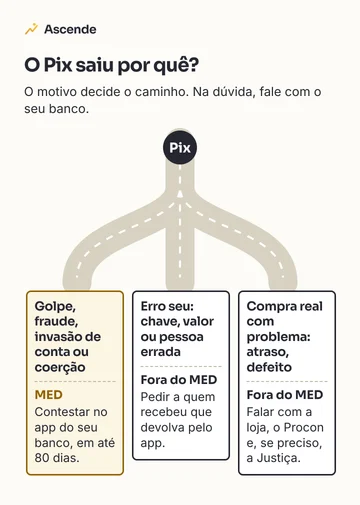 Ascende
O Pix saiu por quê?
O motivo decide o caminho. Na dúvida, fale com o
seu banco.
Pix
Golpe,
fraude,
invasão de
conta ou
coerção
MED
Contestar no
app do seu
banco, em até
80 dias.
Erro seu:
chave, valor
ou pessoa
errada
Fora do MED
Pedir a quem
recebeu que
devolva pelo
app.
Compra real
com
problema:
atraso,
defeito
Fora do MED
Falar com a
loja, o Procon
e, se preciso,
a Justiça.